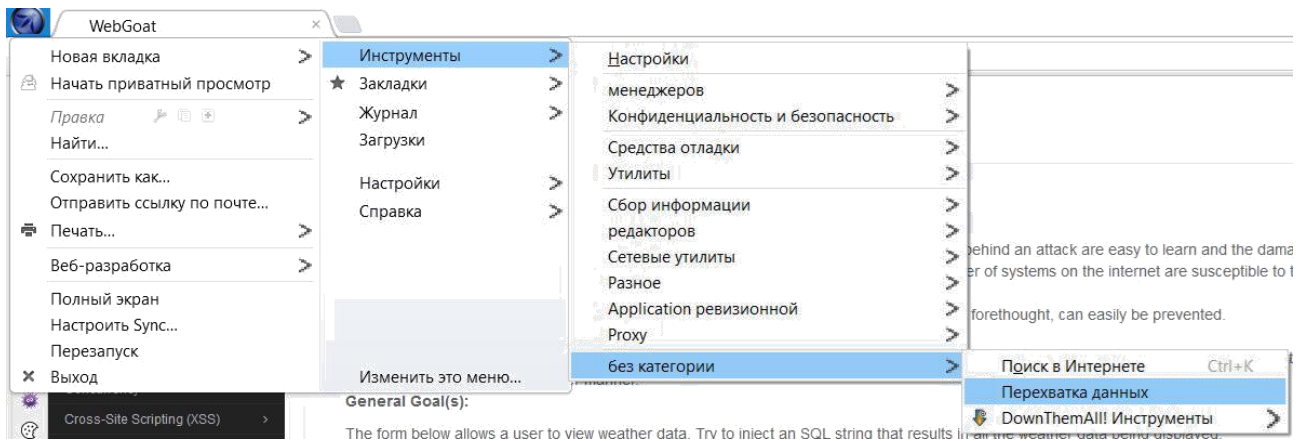 WebGoat
Новая вкладка
Начать приватный просмотр
Правка
Найти...
Сохранить как...
Отправить ссылку по почте...
Печать...
Веб-разработка
Полный экран
Настроить Sync...
Перезапуск
Выход
Инструменты
Закладки
Журнал
Загрузки
Настройки
Справка
Изменить это меню...
Настройки
менеджеров
Конфиденциальность и безопасность
Средства отладки
Утилиты
Сбор информации
редакторов
Сетевые утилиты
Разное
Application ревизионной
Proxy
без категории
Поиск в Интернете Ctrl+K
Перехватка данных
DownThemAll! Инструменты
behind an attack are easy to learn and the dama
er of systems on the internet are susceptible to t
forethought, can easily be prevented.
manner.
General Goal(s):
Cross-Site Scripting (XSS)
The form below allows a user to view weather data. Try to inject an SQL string that results in all the weather data being displayed.